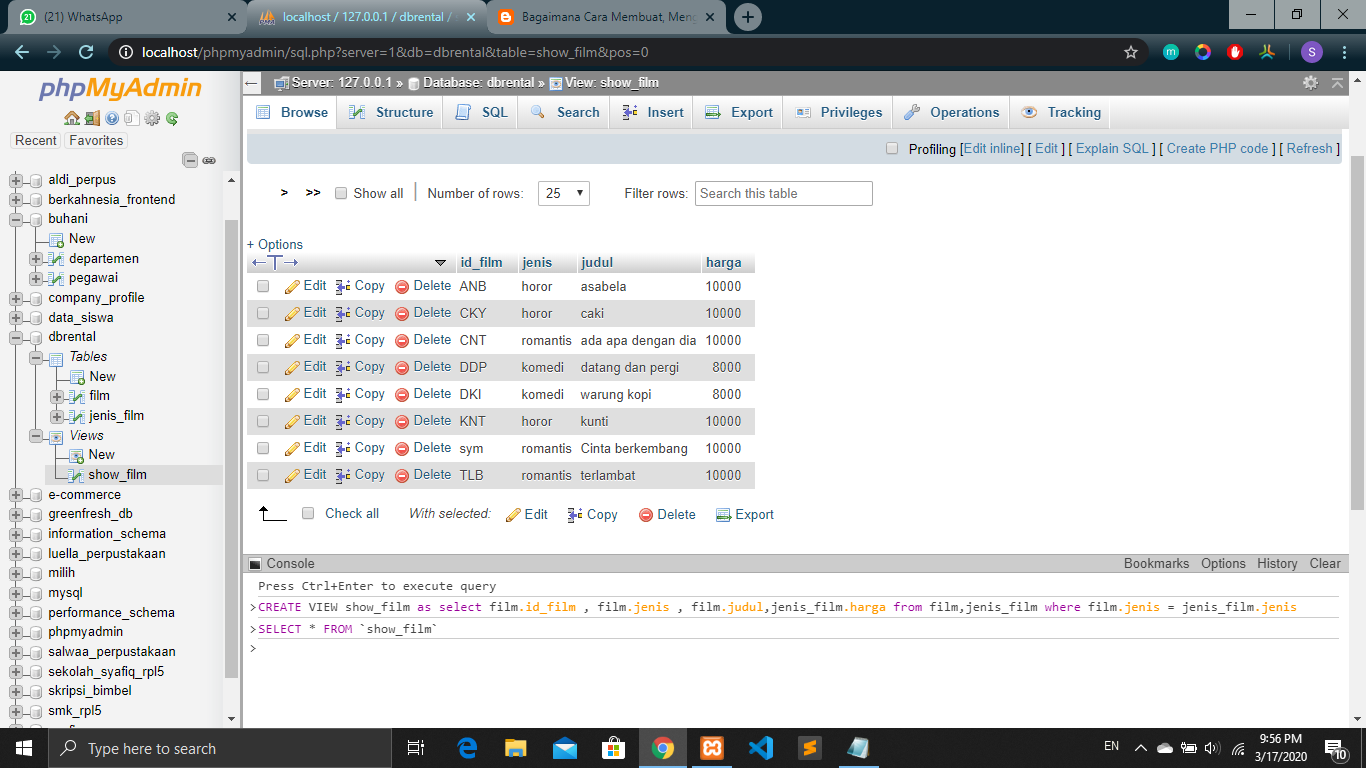 (21) WhatsApp
localhost / 127.0.0.1 / dbrental /
Bagaimana Cara Membuat, Meng
localhost/phpmyadmin/sql.php?server=1&db=dbrental&table=show_film&pos=0
S
phpMyAdmin
Recent Favorites
aldi_perpus
berkahnesia_frontend
buhani
New
departemen
pegawai
company_profile
data_siswa
dbrental
Tables
New
film
jenis_film
Views
New
show_film
e-commerce
greenfresh_db
information_schema
luella_perpustakaan
milih
mysql
performance_schema
phpmyadmin
salwaa_perpustakaan
sekolah_syafiq_rpl5
skripsi_bimbel
smk_rpl5
Server: 127.0.0.1 » Database: dbrental » View: show_film
Browse Structure SQL Search Insert Export Privileges Operations Tracking
Profiling [Edit inline] [ Edit ] [ Explain SQL ] [ Create PHP code ] [ Refresh ]
> >> Show all | Number of rows: 25 Filter rows: Search this table
+ Options
id_film jenis judul harga
Edit Copy Delete ANB horor asabela 10000
Edit Copy Delete CKY horor caki 10000
Edit Copy Delete CNT romantis ada apa dengan dia 10000
Edit Copy Delete DDP komedi datang dan pergi 8000
Edit Copy Delete DKI komedi warung kopi 8000
Edit Copy Delete KNT horor kunti 10000
Edit Copy Delete sym romantis Cinta berkembang 10000
Edit Copy Delete TLB romantis terlambat 10000
Check all With selected: Edit Copy Delete Export
Console Bookmarks Options History Clear
Press Ctrl+Enter to execute query
>CREATE VIEW show_film as select film.id_film , film.jenis , film.judul,jenis_film.harga from film,jenis_film where film.jenis = jenis_film.jenis
>SELECT * FROM `show_film`
>
Type here to search
EN
9:56 PM
3/17/2020
10